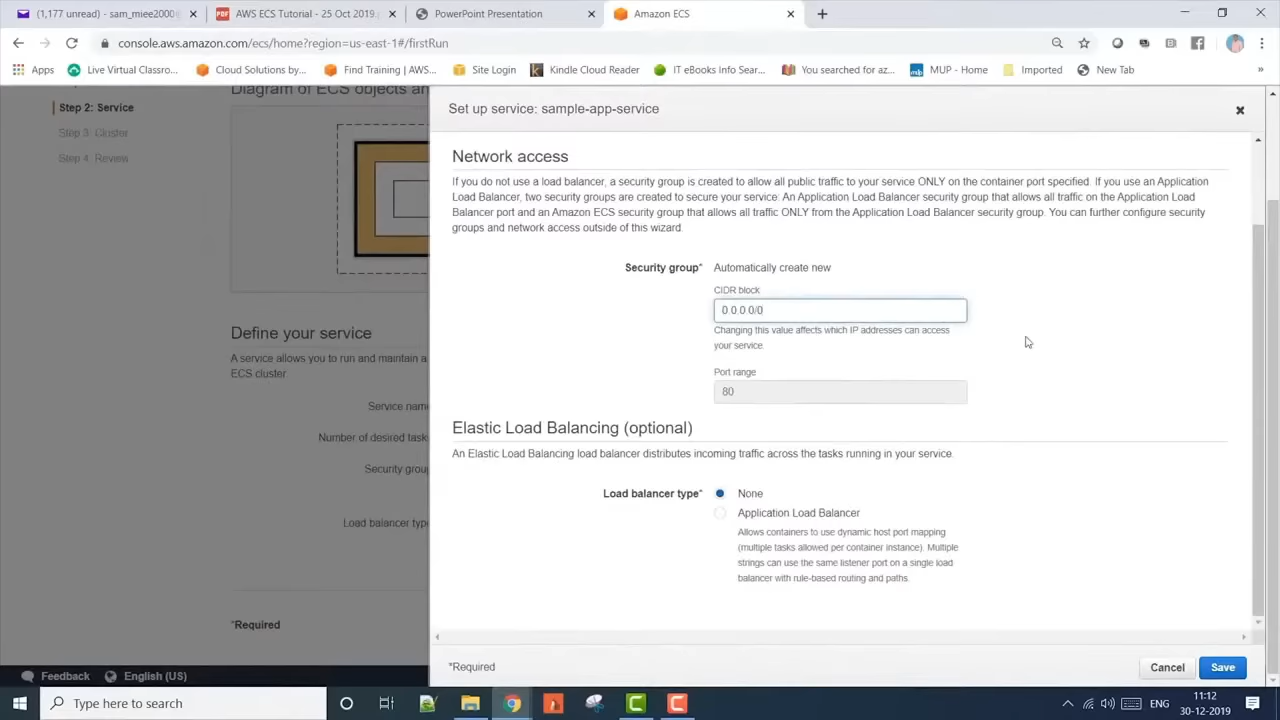 (1,177 unread) - sam_miee2000@
AWS ECS Tutorial - 25 Oct 2019.p
PowerPoint Presentation
Amazon ECS
console.aws.amazon.com/ecs/home?region=us-east-1#/firstRun
Apps
Live Virtual Classro...
Cloud Solutions by...
Find Training | AWS...
Site Login
Kindle Cloud Reader
IT eBooks Info Sear...
You searched for az...
MUP - Home
Imported
New Tab
Diagram of ECS objects an
Step 2: Service
Step 3: Cluster
Step 4: Review
Define your service
A service allows you to run and maintain a
ECS cluster
Service name
Number of desired task
Security group
Load balancer type
*Required
Set up service: sample-app-service
Network access
If you do not use a load balancer, a security group is created to allow all public traffic to your service ONLY on the container port specified. If you use an Application
Load Balancer, two security groups are created to secure your service: An Application Load Balancer security group that allows all traffic on the Application Load
Balancer port and an Amazon ECS security group that allows all traffic ONLY from the Application Load Balancer security group. You can further configure security
groups and network access outside of this wizard.
Security group* Automatically create new
CIDR block
0.0.0.0/0
Changing this value affects which IP addresses can access
your service.
Port range
80
Elastic Load Balancing (optional)
An Elastic Load Balancing load balancer distributes incoming traffic across the tasks running in your service.
Load balancer type* None
Application Load Balancer
Allows containers to use dynamic host port mapping
(multiple tasks allowed per container instance). Multiple
strings can use the same listener port on a single load
balancer with rule-based routing and paths.
*Required
Cancel
Save
Feedback
English (US)
Type here to search
ENG
11:12
30-12-2019